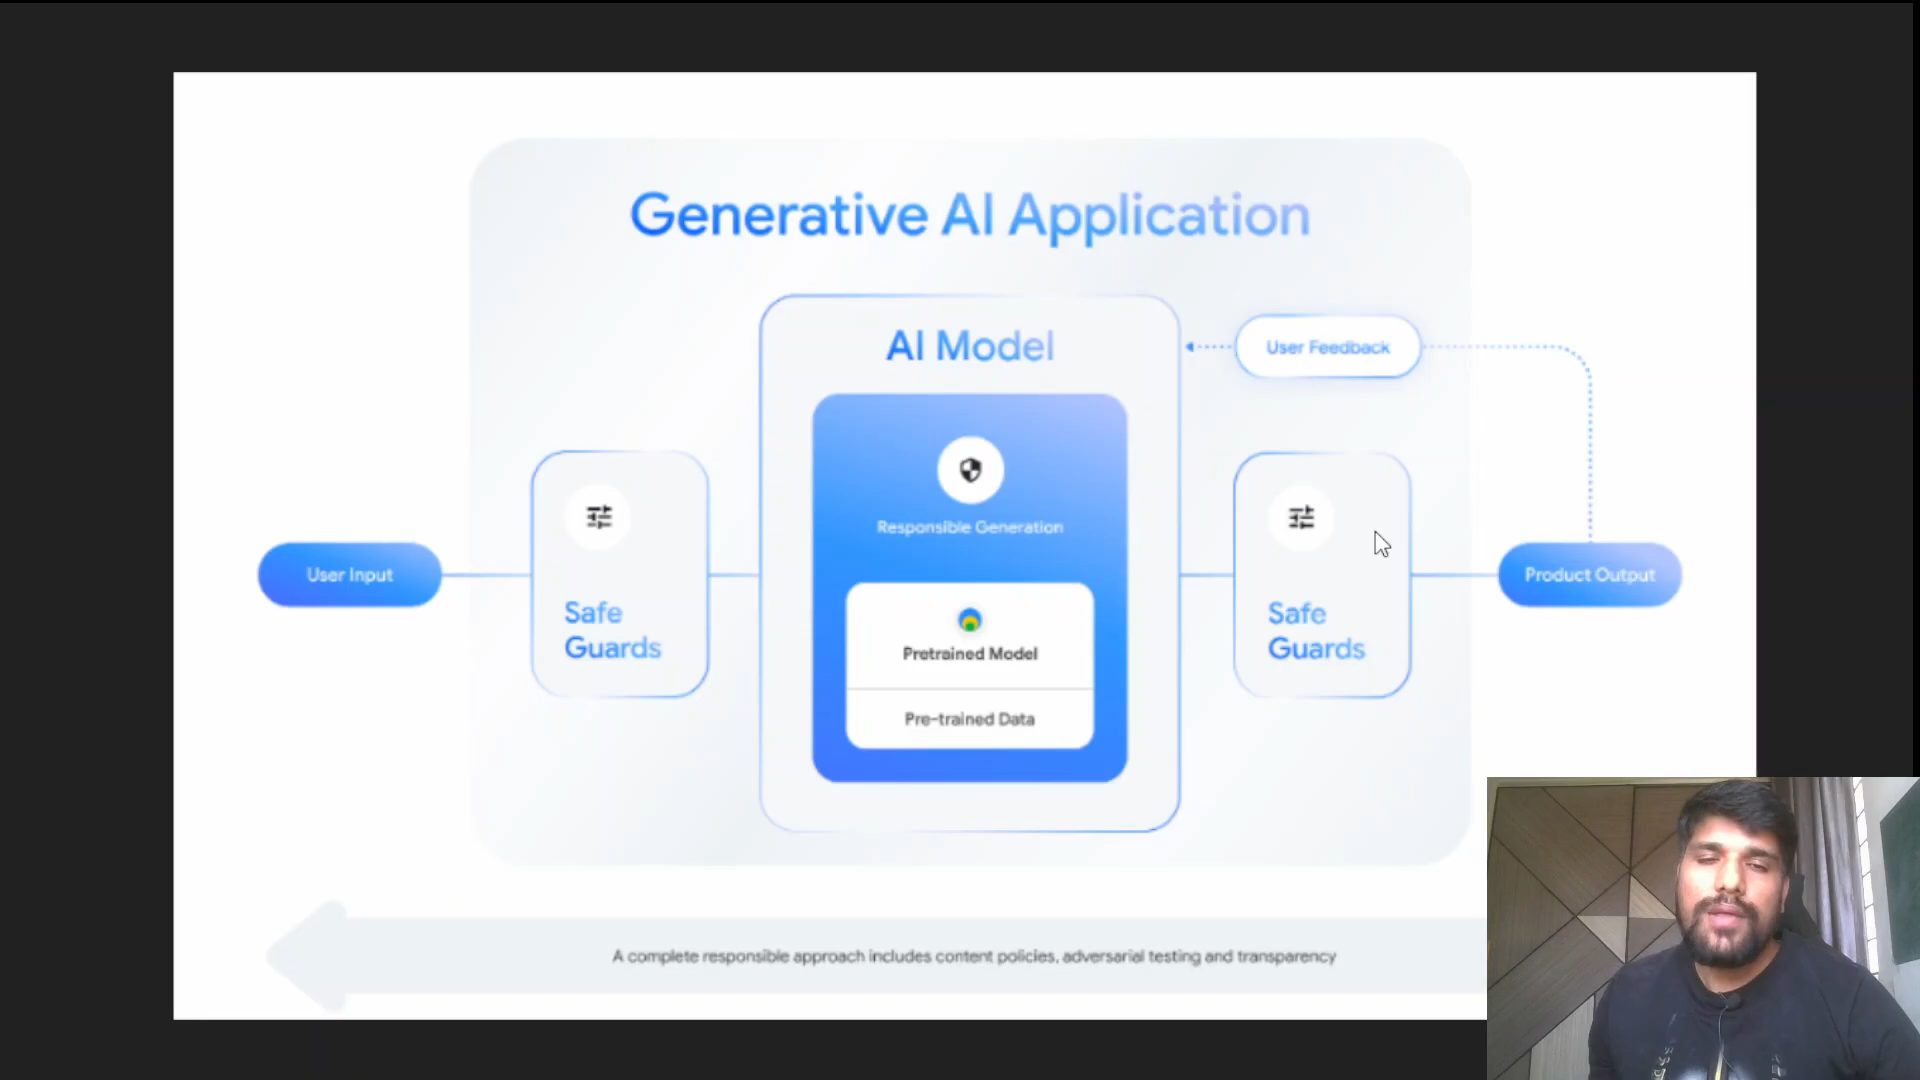 Generative AI Application
AI Model
User Feedback
Responsible Generation
User Input
Safe
Guards
Pretrained Model
Pre-trained Data
Safe
Guards
Product Output
A complete responsible approach includes content policies, adversarial testing and transparency